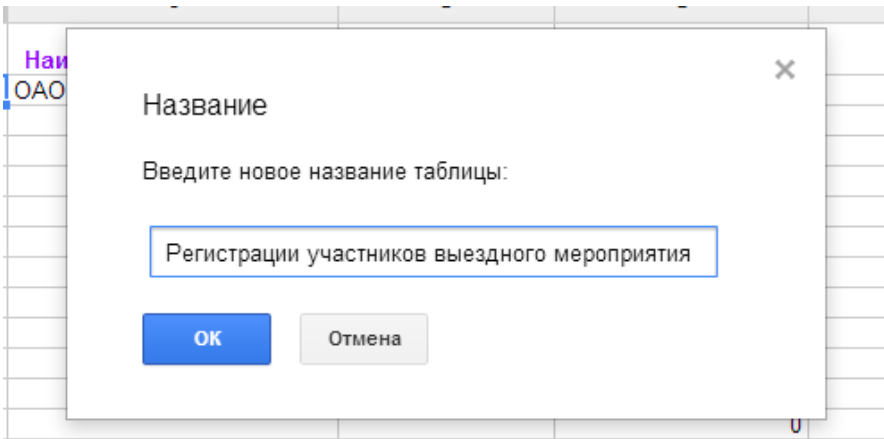 Наи
ОАО
Название
Введите новое название таблицы:
Регистрации участников выездного мероприятия
ОК
Отмена
0